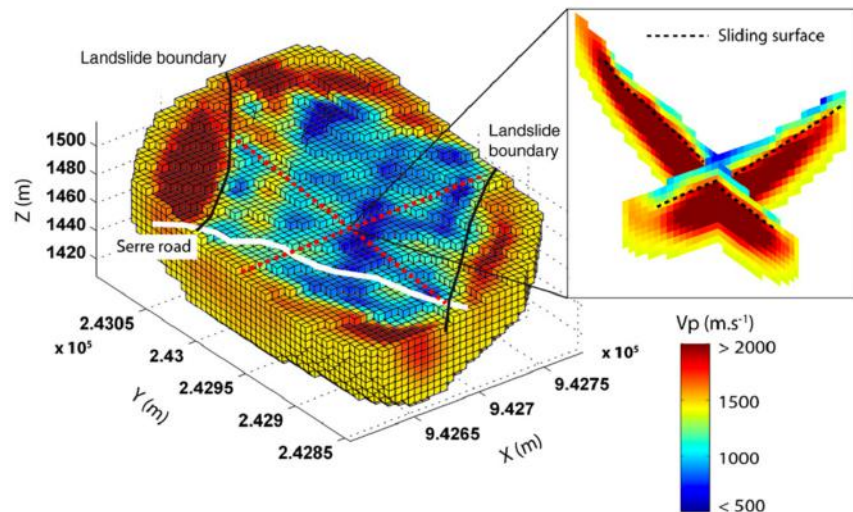 Landslide boundary
Sliding surface
Landslide
boundary
1500
1480
1460
1440
1420
Z (m)
Serre road
2.4305
x 10⁵
2.43
2.4295
2.429
2.4285
Y (m)
x 10⁵
9.4275
9.427
9.4265
X (m)
Vp (m.s⁻¹)
> 2000
1500
1000
< 500